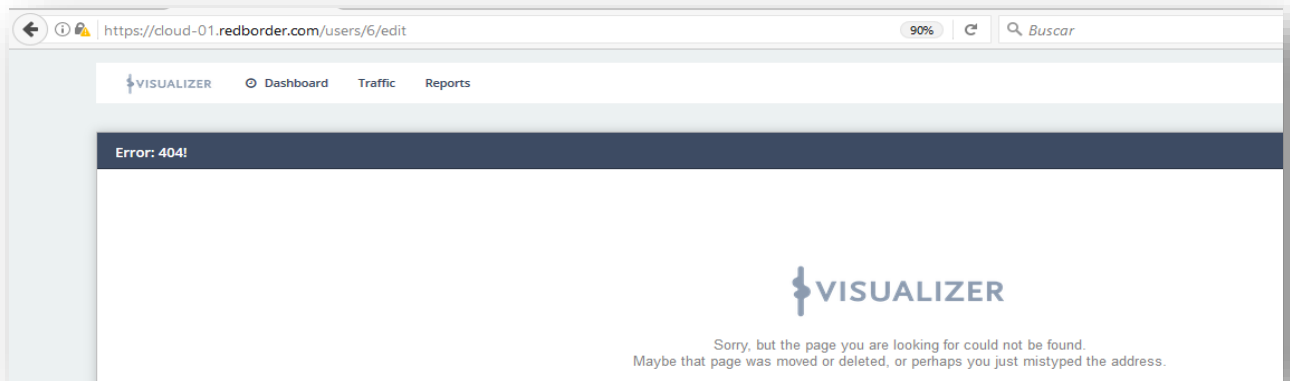 https://cloud-01.redborder.com/users/6/edit 90% Buscar
VISUALIZER Dashboard Traffic Reports
Error: 404!
VISUALIZER
Sorry, but the page you are looking for could not be found.
Maybe that page was moved or deleted, or perhaps you just mistyped the address.